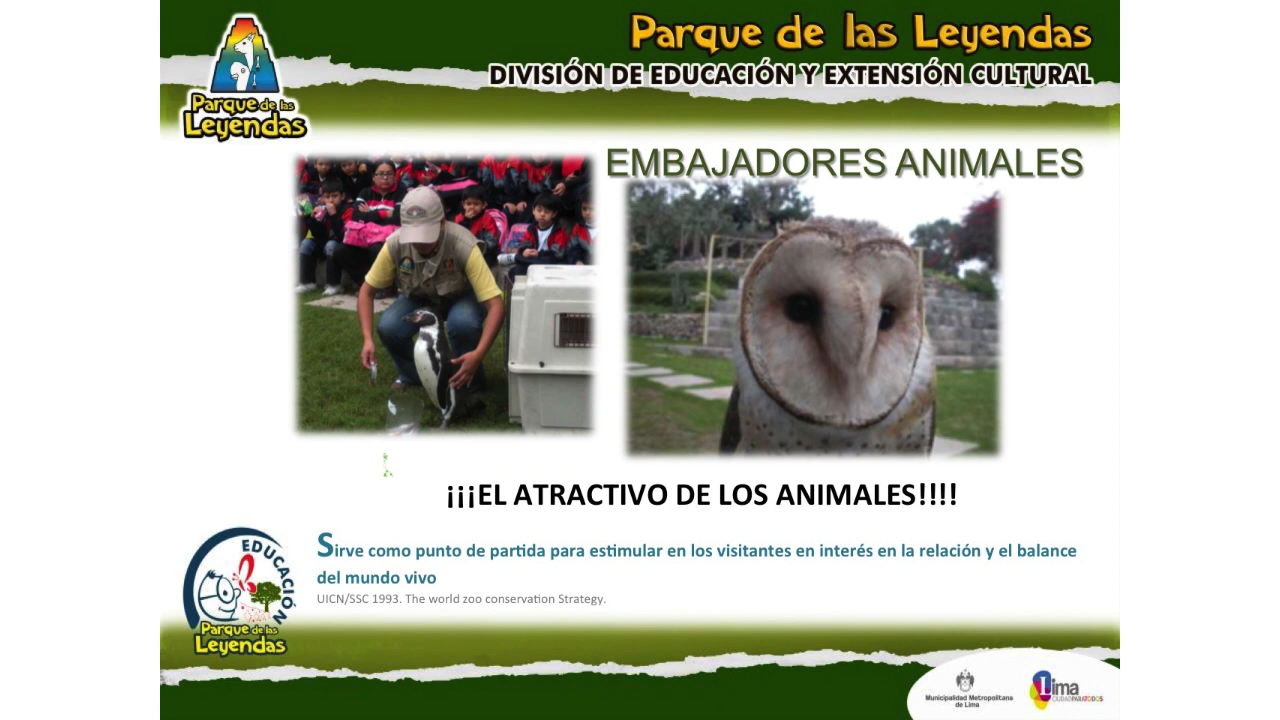 Parque de las Leyendas
DIVISIÓN DE EDUCACIÓN Y EXTENSIÓN CULTURAL
Parque de las
Leyendas
EMBAJADORES ANIMALES
¡¡¡EL ATRACTIVO DE LOS ANIMALES!!!!
Sirve como punto de partida para estimular en los visitantes en interés en la relación y el balance
del mundo vivo
UICN/SSC 1993. The world zoo conservation Strategy.
EDUCACIÓN
Parque de las
Leyendas
Municipalidad Metropolitana
de Lima
Lima
CIUDAD PARA TODOS